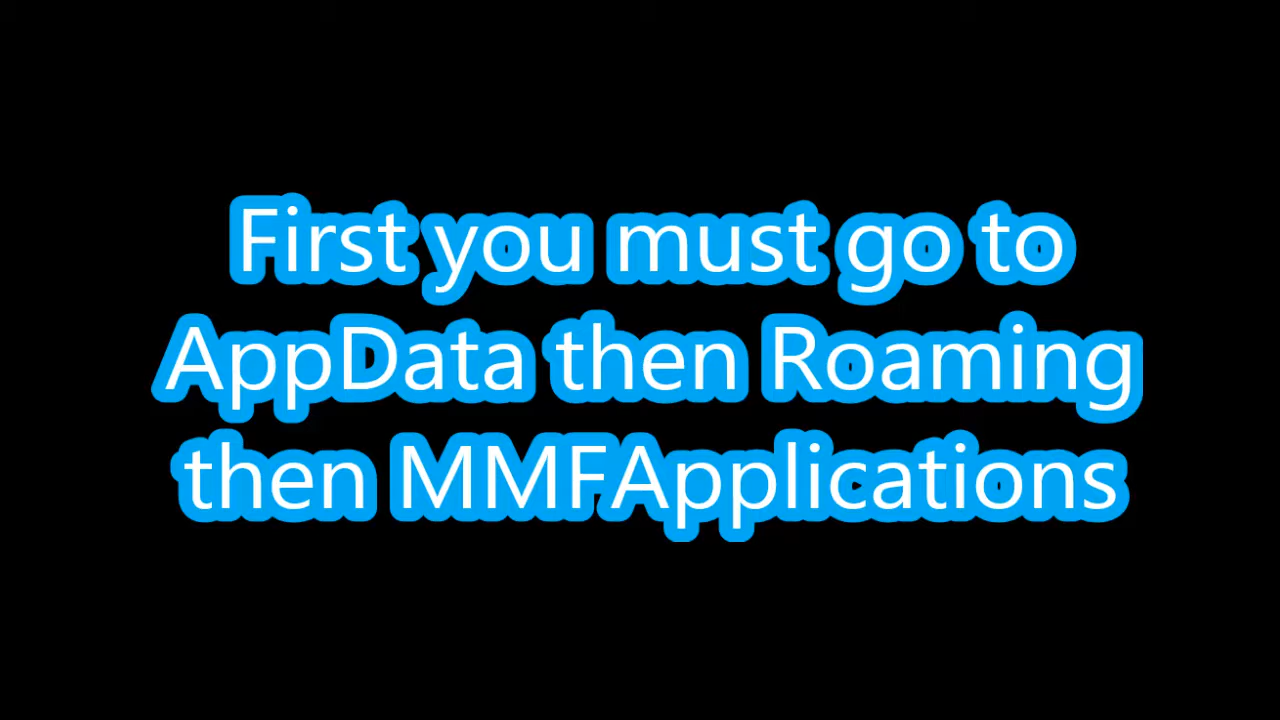 First you must go to
AppData then Roaming
then MMFApplications